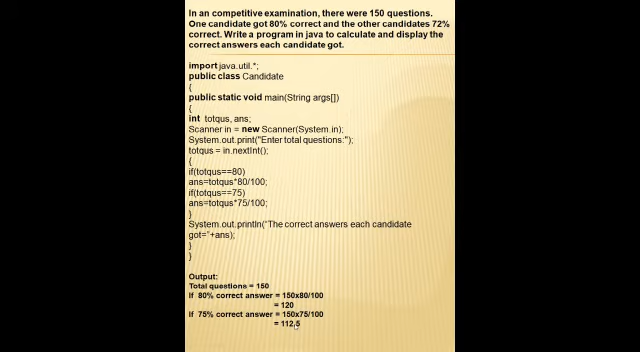 In an competitive examination, there were 150 questions.
One candidate got 80% correct and the other candidates 72%
correct. Write a program in java to calculate and display the
correct answers each candidate got.
import java.util.*;
public class Candidate
{
public static void main(String args[])
{
int totqus, ans;
Scanner in = new Scanner(System.in);
System.out.print("Enter total questions:");
totqus = in.nextInt();
{
if(totqus==80)
ans=totqus*80/100;
if(totqus==75)
ans=totqus*75/100;
}
System.out.println("The correct answers each candidate
got="+ans);
}
}
Output:
Total questions = 150
If 80% correct answer = 150x80/100
= 120
If 75% correct answer = 150x75/100
= 112.5